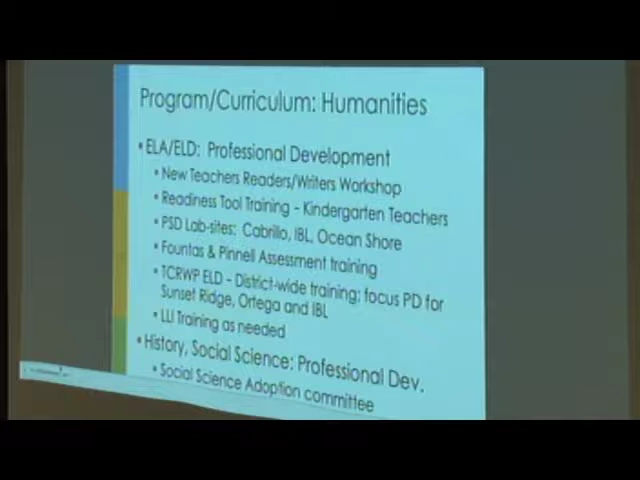 Program/Curriculum: Humanities
• ELA/ELD: Professional Development
• New Teachers Readers/Writers Workshop
• Readiness Tool Training - Kindergarten Teachers
• PSD Lab-sites: Cabrillo, IBL, Ocean Shore
• Fountas & Pinnell Assessment training
• TCRWP ELD - District-wide training; focus PD for
Sunset Ridge, Ortega and IBL
• LLI Training as needed
• History, Social Science: Professional Dev.
• Social Science Adoption committee